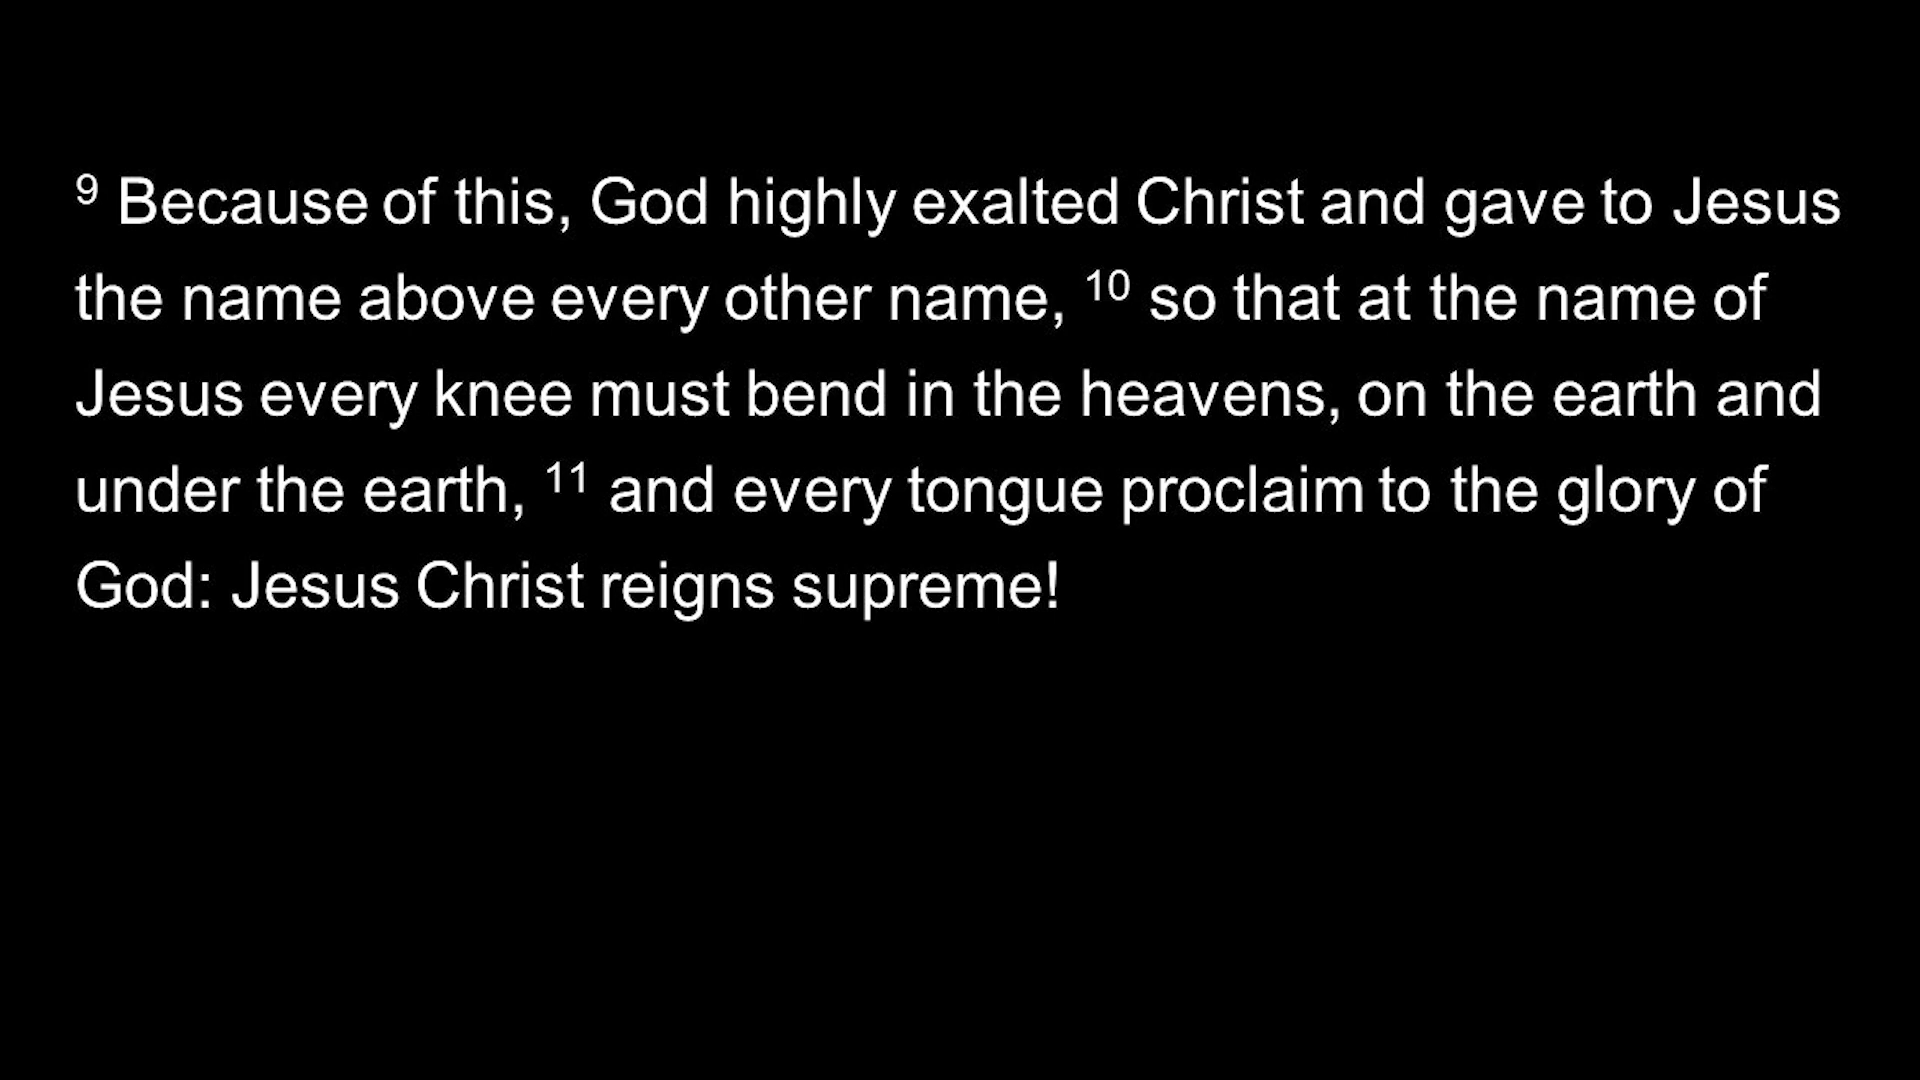 ⁹ Because of this, God highly exalted Christ and gave to Jesus
the name above every other name, ¹⁰ so that at the name of
Jesus every knee must bend in the heavens, on the earth and
under the earth, ¹¹ and every tongue proclaim to the glory of
God: Jesus Christ reigns supreme!